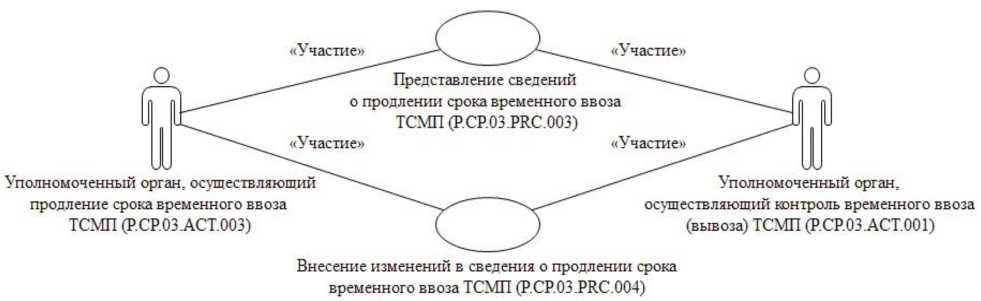 «Участие»
«Участие»
Представление сведений
о продлении срока временного ввоза
ТСМП (P.CP.03.PRC.003)
«Участие»
«Участие»
Уполномоченный орган, осуществляющий
продление срока временного ввоза
ТСМП (P.CP.03.ACT.003)
Уполномоченный орган,
осуществляющий контроль временного ввоза
(вывоза) ТСМП (P.CP.03.ACT.001)
Внесение изменений в сведения о продлении срока
временного ввоза ТСМП (P.CP.03.PRC.004)